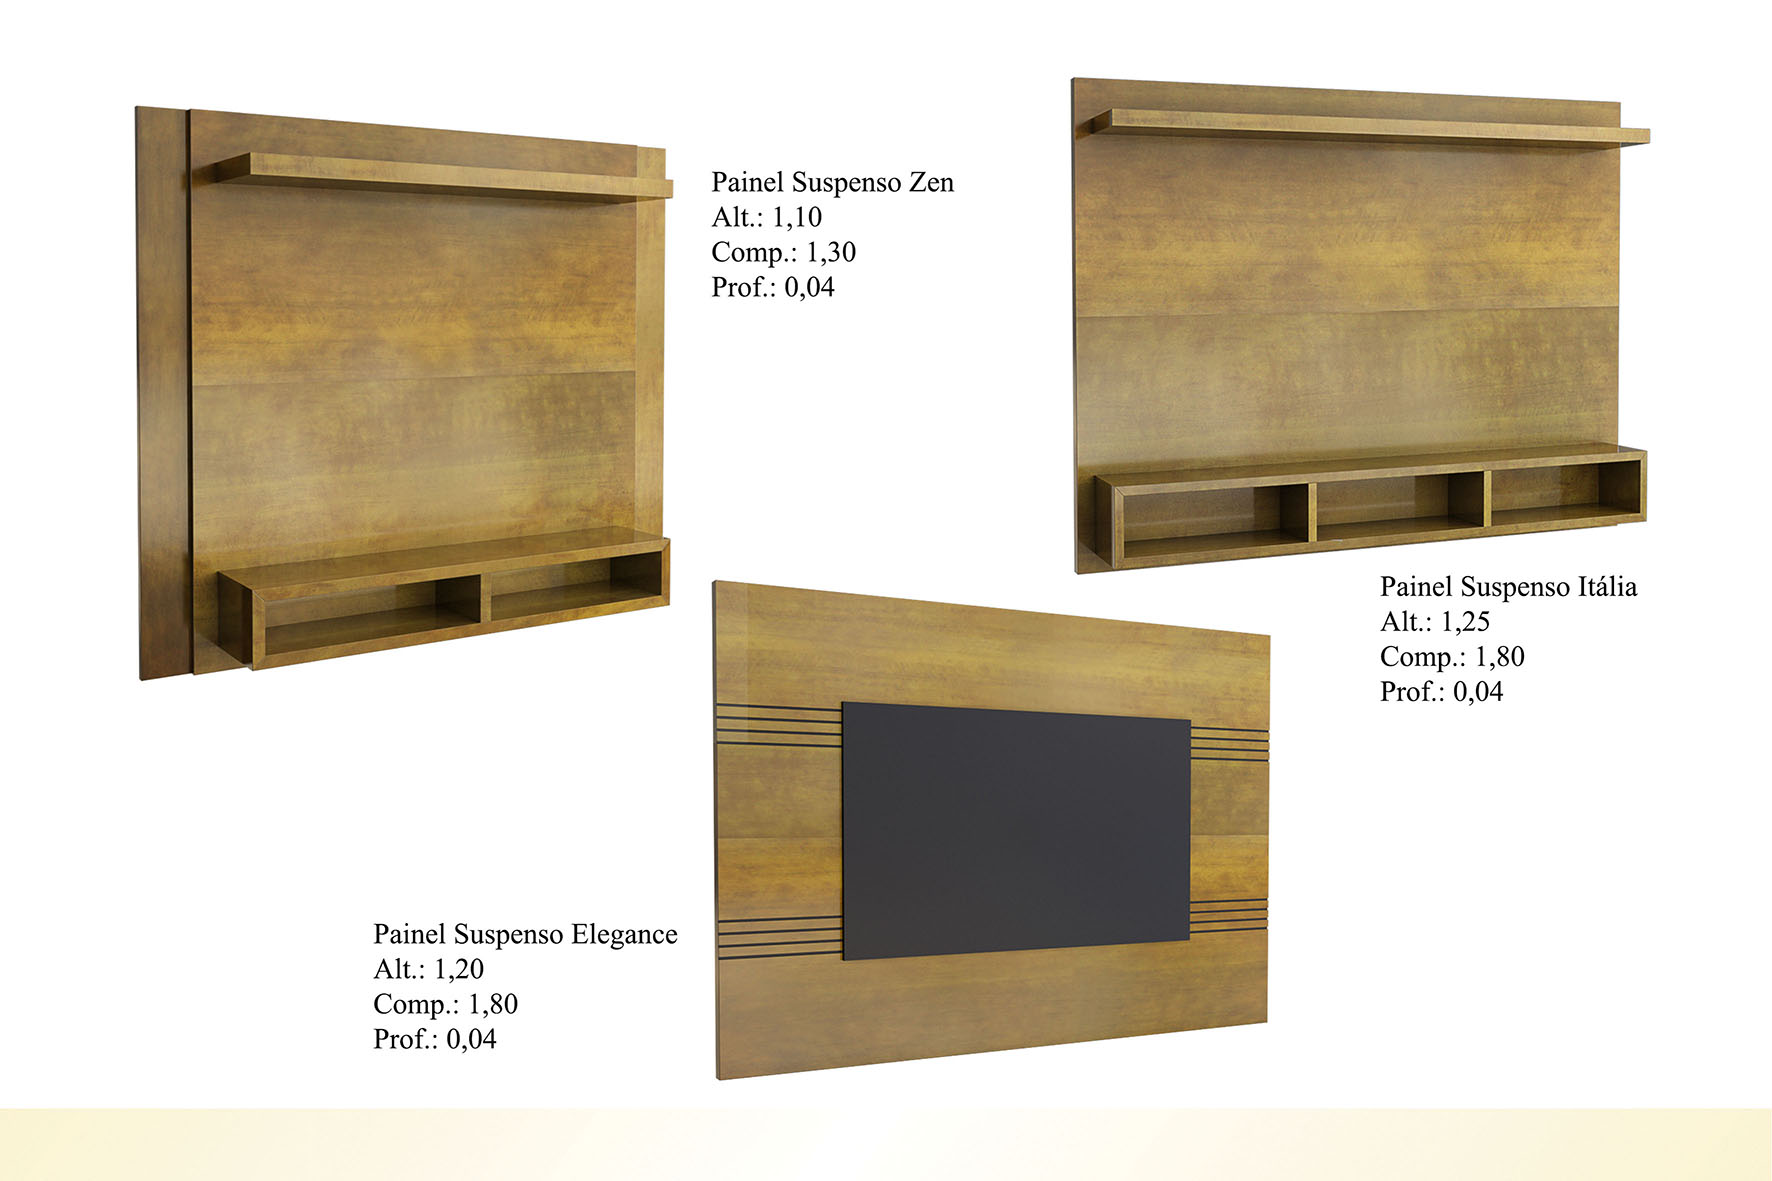 Painel Suspenso Zen
Alt.: 1,10
Comp.: 1,30
Prof.: 0,04
Painel Suspenso Itália
Alt.: 1,25
Comp.: 1,80
Prof.: 0,04
Painel Suspenso Elegance
Alt.: 1,20
Comp.: 1,80
Prof.: 0,04